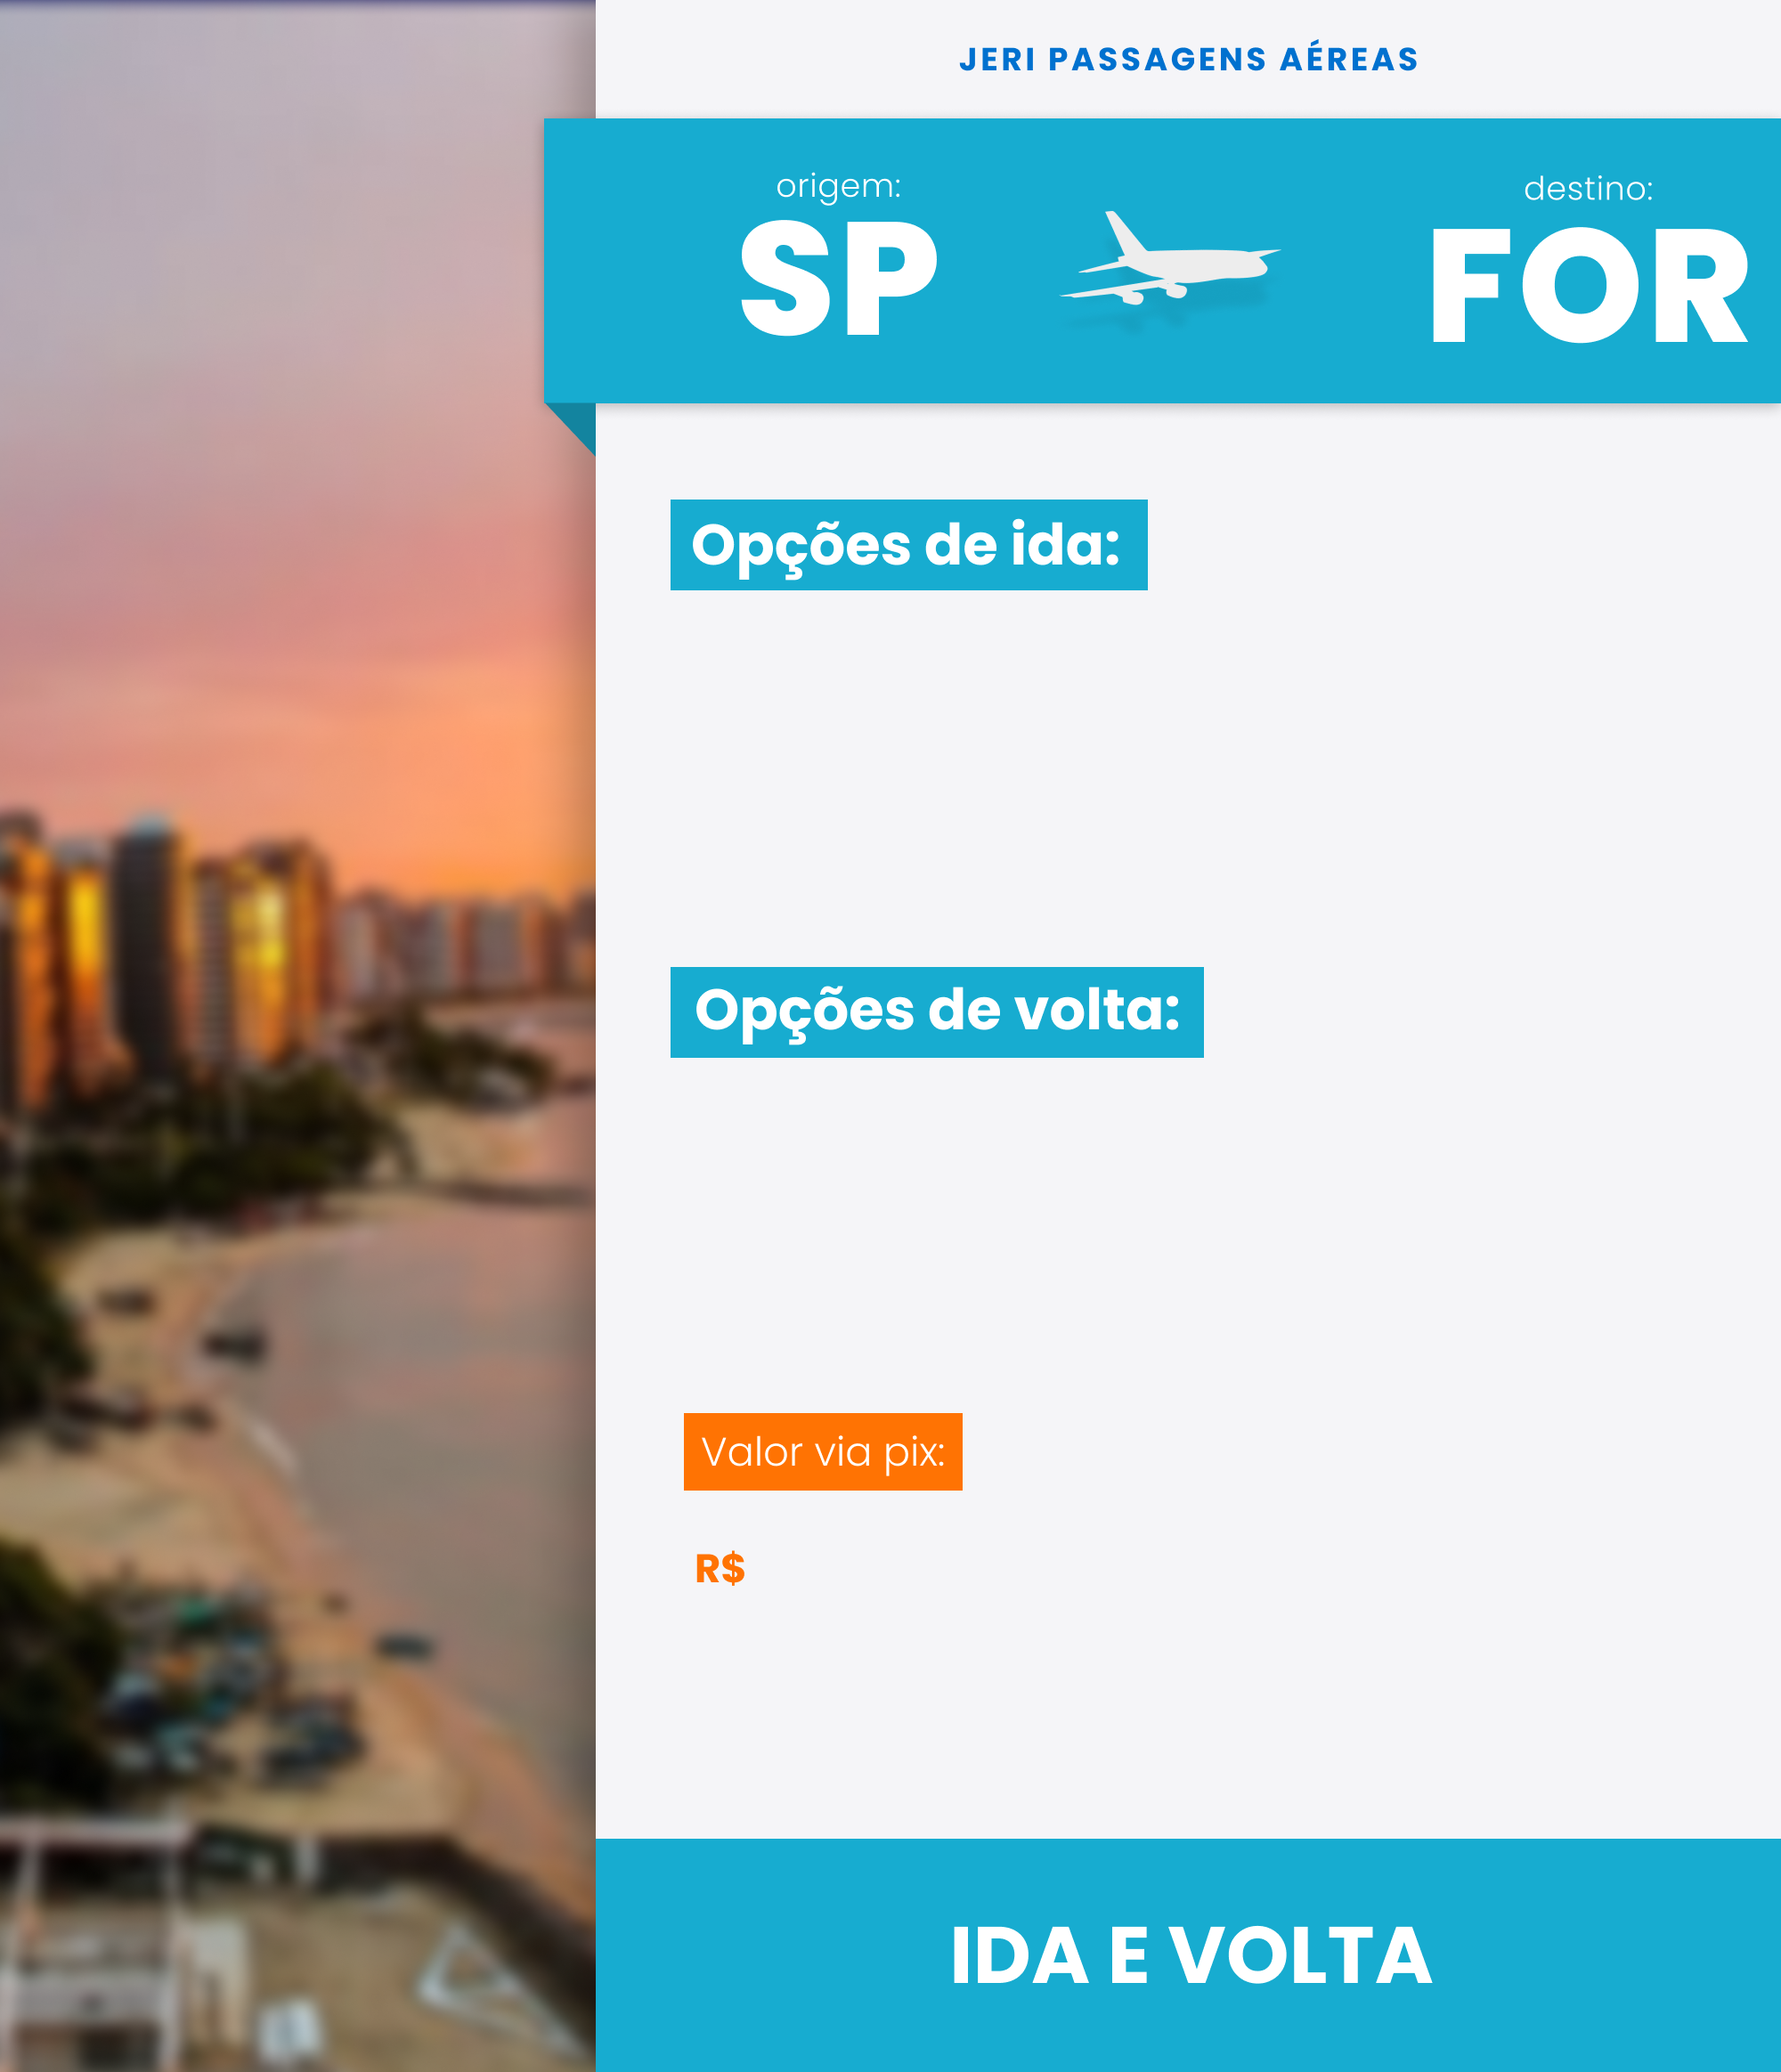 JERI PASSAGENS AÉREAS
origem:
SP
destino:
FOR
Opções de ida:
Opções de volta:
Valor via pix:
R$
IDA E VOLTA